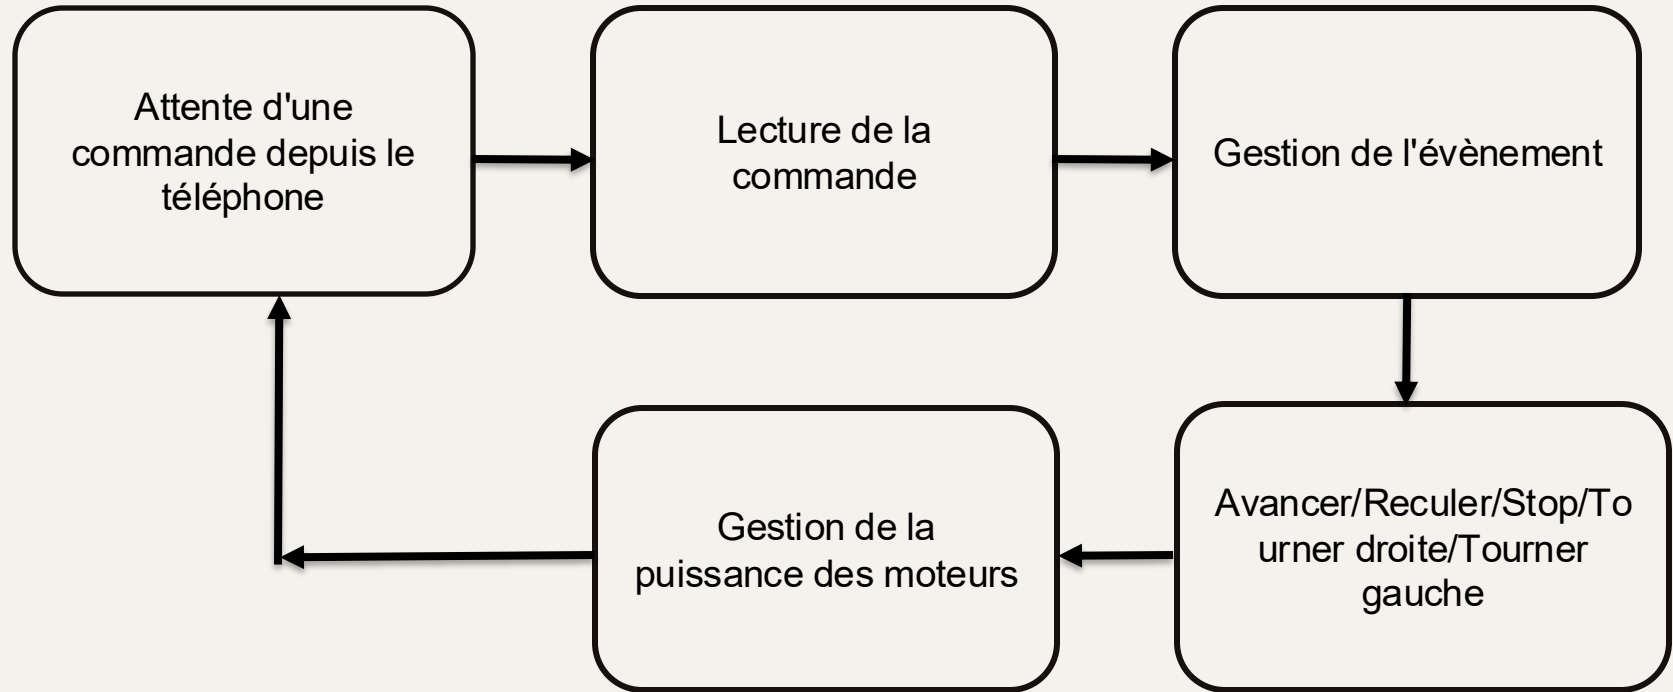 Attente d'une
commande depuis le
téléphone
Lecture de la
commande
Gestion de l'évènement
Avancer/Reculer/Stop/To
urner droite/Tourner
gauche
Gestion de la
puissance des moteurs